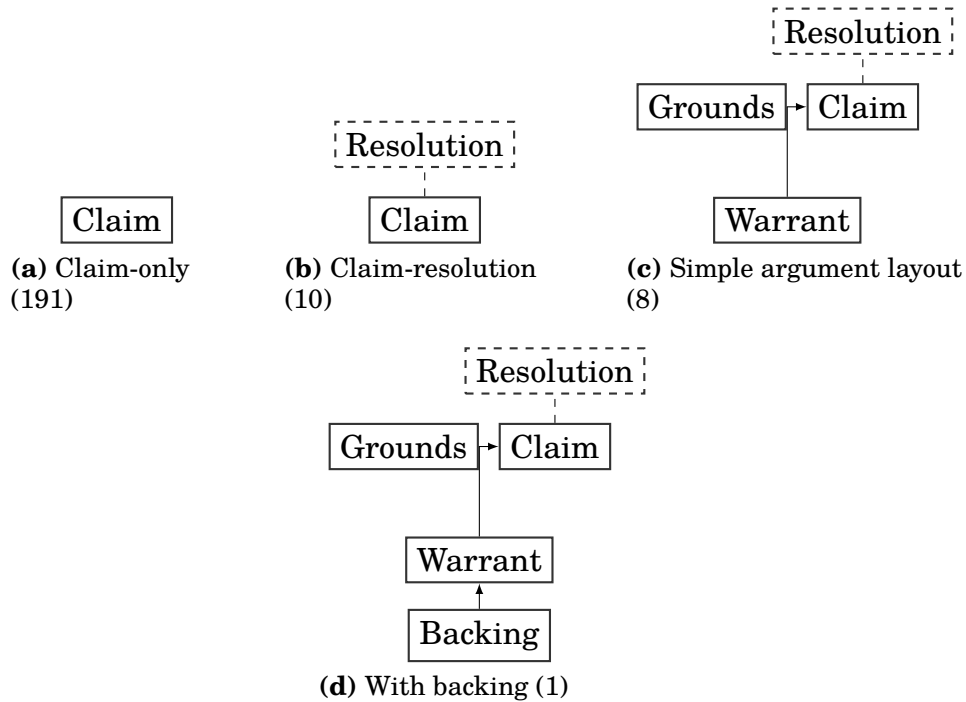 Resolution
Grounds
Claim
Resolution
Claim
Claim
Warrant
(a) Claim-only
(191)
(b) Claim-resolution
(10)
(c) Simple argument layout
(8)
Resolution
Grounds
Claim
Warrant
Backing
(d) With backing (1)